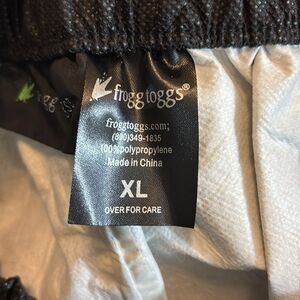 frogg toggs®
froggtoggs.com;
(800)349-1835
100%polypropylene
Made in China
XL
OVER FOR CARE